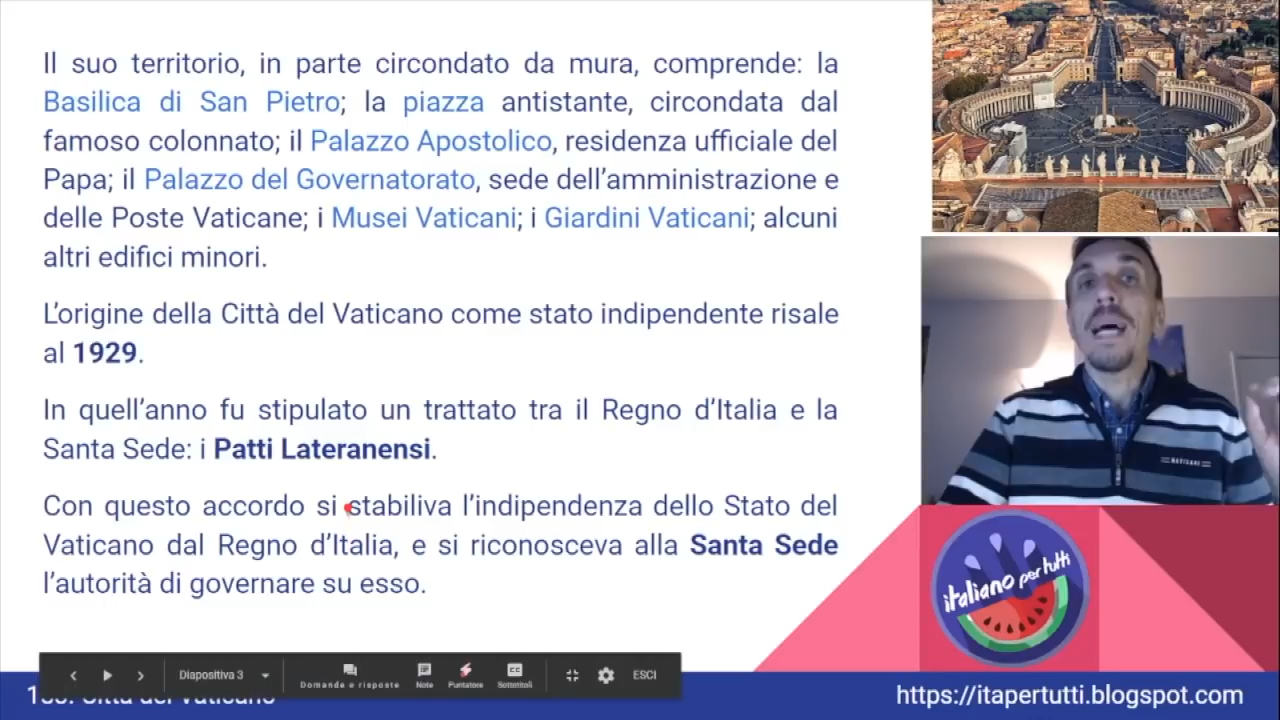 Il suo territorio, in parte circondato da mura, comprende: la
Basilica di San Pietro; la piazza antistante, circondata dal
famoso colonnato; il Palazzo Apostolico, residenza ufficiale del
Papa; il Palazzo del Governatorato, sede dell'amministrazione e
delle Poste Vaticane; i Musei Vaticani; i Giardini Vaticani; alcuni
altri edifici minori.
L'origine della Città del Vaticano come stato indipendente risale
al 1929.
In quell'anno fu stipulato un trattato tra il Regno d'Italia e la
Santa Sede: i Patti Lateranensi.
Con questo accordo si stabiliva l'indipendenza dello Stato del
Vaticano dal Regno d'Italia, e si riconosceva alla Santa Sede
l'autorità di governare su esso.
italiano per tutti
Diapositiva 3
Domande e risposte
Note
Puntatore
Sottotitoli
ESCI
Città del Vaticano
https://itapertutti.blogspot.com